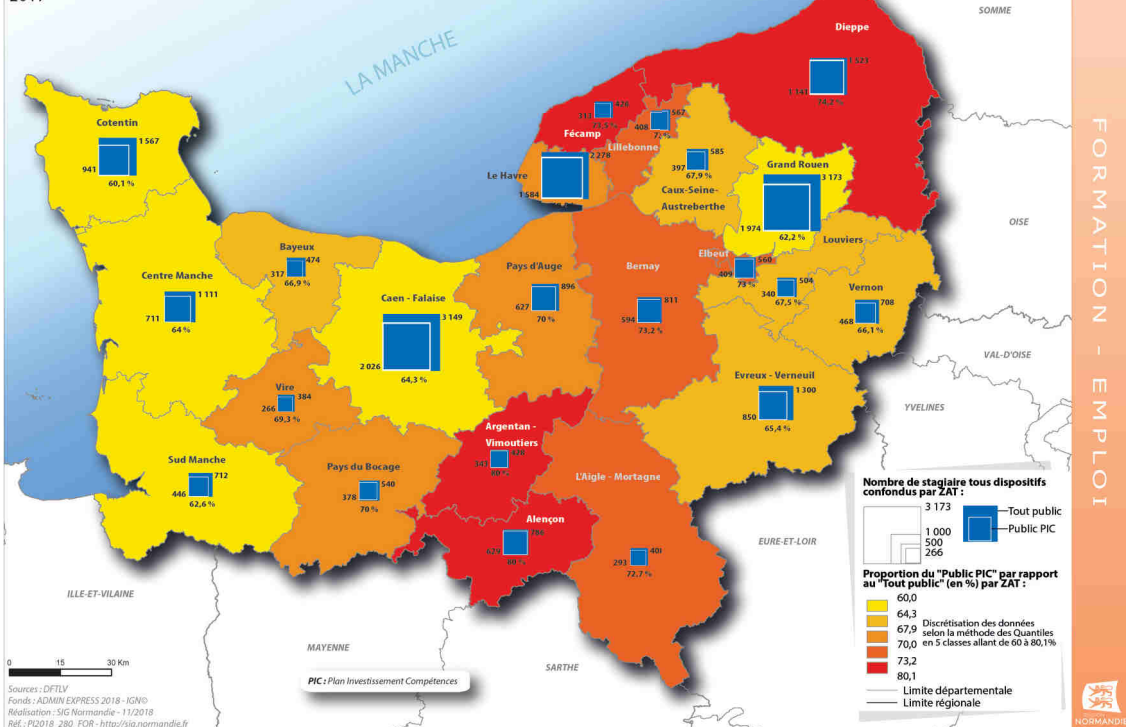 SOMME
Dieppe
1 523
1 141
74,2 %
LA MANCHE
Cotentin
1 567
941
60,1 %
428
313
Fécamp
567
408
Lillebonne
585
397
67,9 %
Caux-Seine-
Austreberthe
Grand Rouen
3 173
1 974
62,2 %
Le Havre
2 278
1 584
OISE
Louviers
504
340
67,5 %
Elbeuf
560
409
73 %
Bayeux
474
317
66,9 %
Centre Manche
1 111
711
64 %
Caen - Falaise
3 149
2 026
64,3 %
Pays d'Auge
896
627
70 %
Bernay
811
594
73,2 %
Vernon
708
468
66,1 %
VAL-D'OISE
Evreux - Verneuil
1 300
850
65,4 %
YVELINES
Vire
384
266
69,3 %
Argentan -
Vimoutiers
428
343
80 %
Sud Manche
712
446
62,6 %
Pays du Bocage
540
378
70 %
L'Aigle - Mortagne
293
72,7 %
Alençon
786
629
80 %
EURE-ET-LOIR
ILLE-ET-VILAINE
MAYENNE
SARTHE
FORMATION - EMPLOI
Nombre de stagiaire tous dispositifs
confondus par ZAT :
3 173
1 000
500
266
Tout public
Public PIC
Proportion du "Public PIC" par rapport
au "Tout public" (en %) par ZAT :
60,0
64,3
67,9
70,0
73,2
80,1
Discrétisation des données
selon la méthode des Quantiles
en 5 classes allant de 60 à 80,1%
Limite départementale
Limite régionale
0 15 30 Km
PIC : Plan Investissement Compétences
Sources : DFTLV
Fonds : ADMIN EXPRESS 2018 - IGN©
Réalisation : SIG Normandie - 11/2018
Réf. : PI2018_280_FOR - http://sig.normandie.fr
NORMANDIE